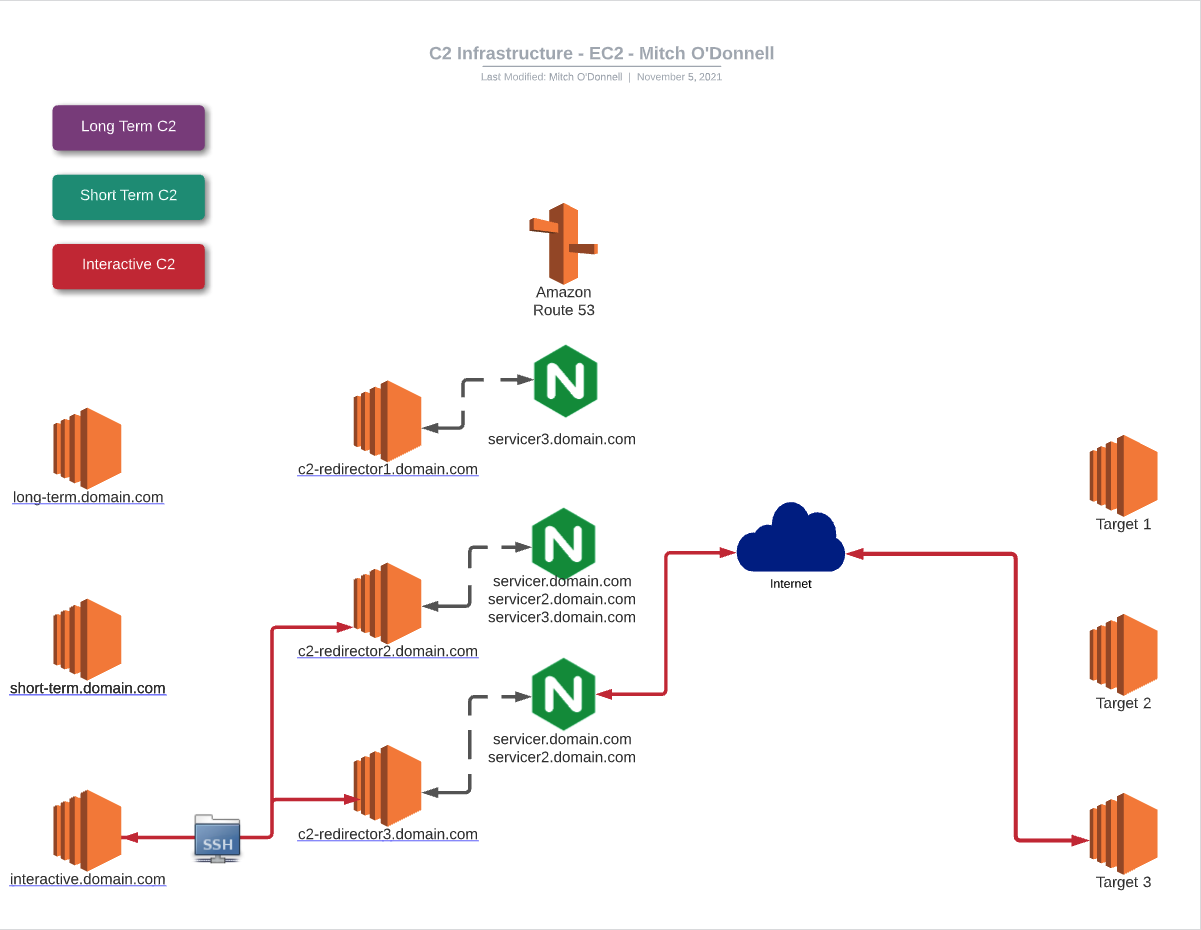 C2 Infrastructure - EC2 - Mitch O'Donnell
Last Modified: Mitch O'Donnell | November 5, 2021
Long Term C2
Short Term C2
Interactive C2
Amazon
Route 53
N
servicer3.domain.com
c2-redirector1.domain.com
long-term.domain.com
Target 1
N
servicer.domain.com
servicer2.domain.com
servicer3.domain.com
Internet
c2-redirector2.domain.com
short-term.domain.com
Target 2
N
servicer.domain.com
servicer2.domain.com
c2-redirector3.domain.com
SSH
interactive.domain.com
Target 3